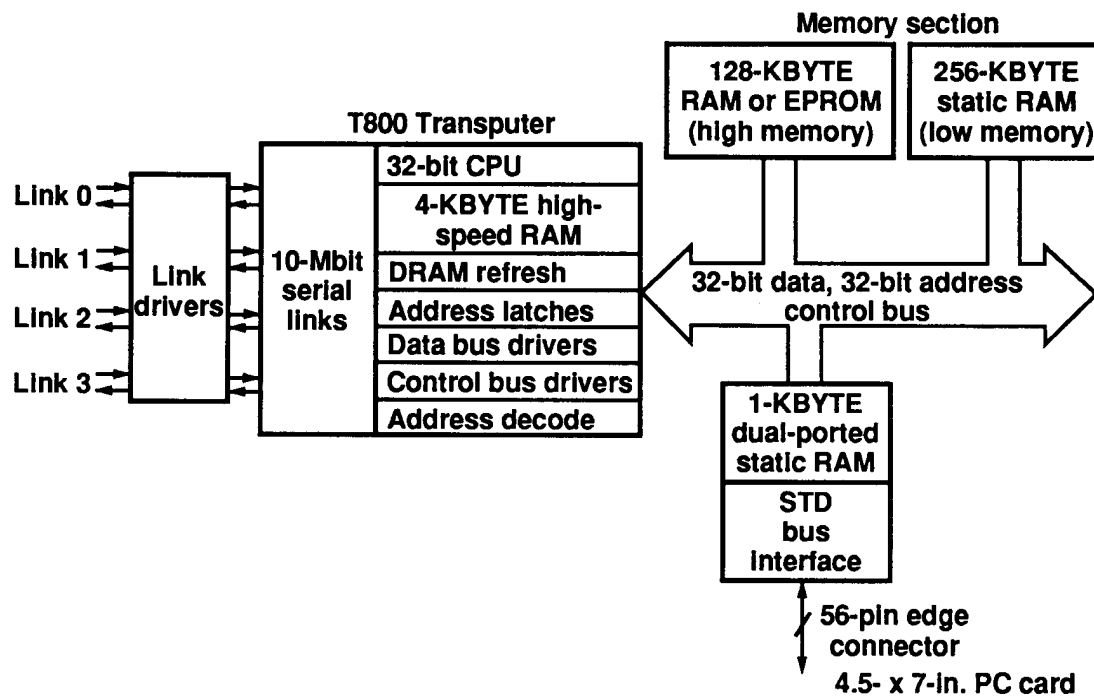 Memory section
128-KBYTE
RAM or EPROM
(high memory)
256-KBYTE
static RAM
(low memory)
T800 Transputer
32-bit CPU
4-KBYTE high-
speed RAM
DRAM refresh
Address latches
Data bus drivers
Control bus drivers
Address decode
10-Mbit
serial
links
Link
drivers
Link 0
Link 1
Link 2
Link 3
32-bit data, 32-bit address
control bus
1-KBYTE
dual-ported
static RAM
STD
bus
interface
56-pin edge
connector
4.5- x 7-in. PC card